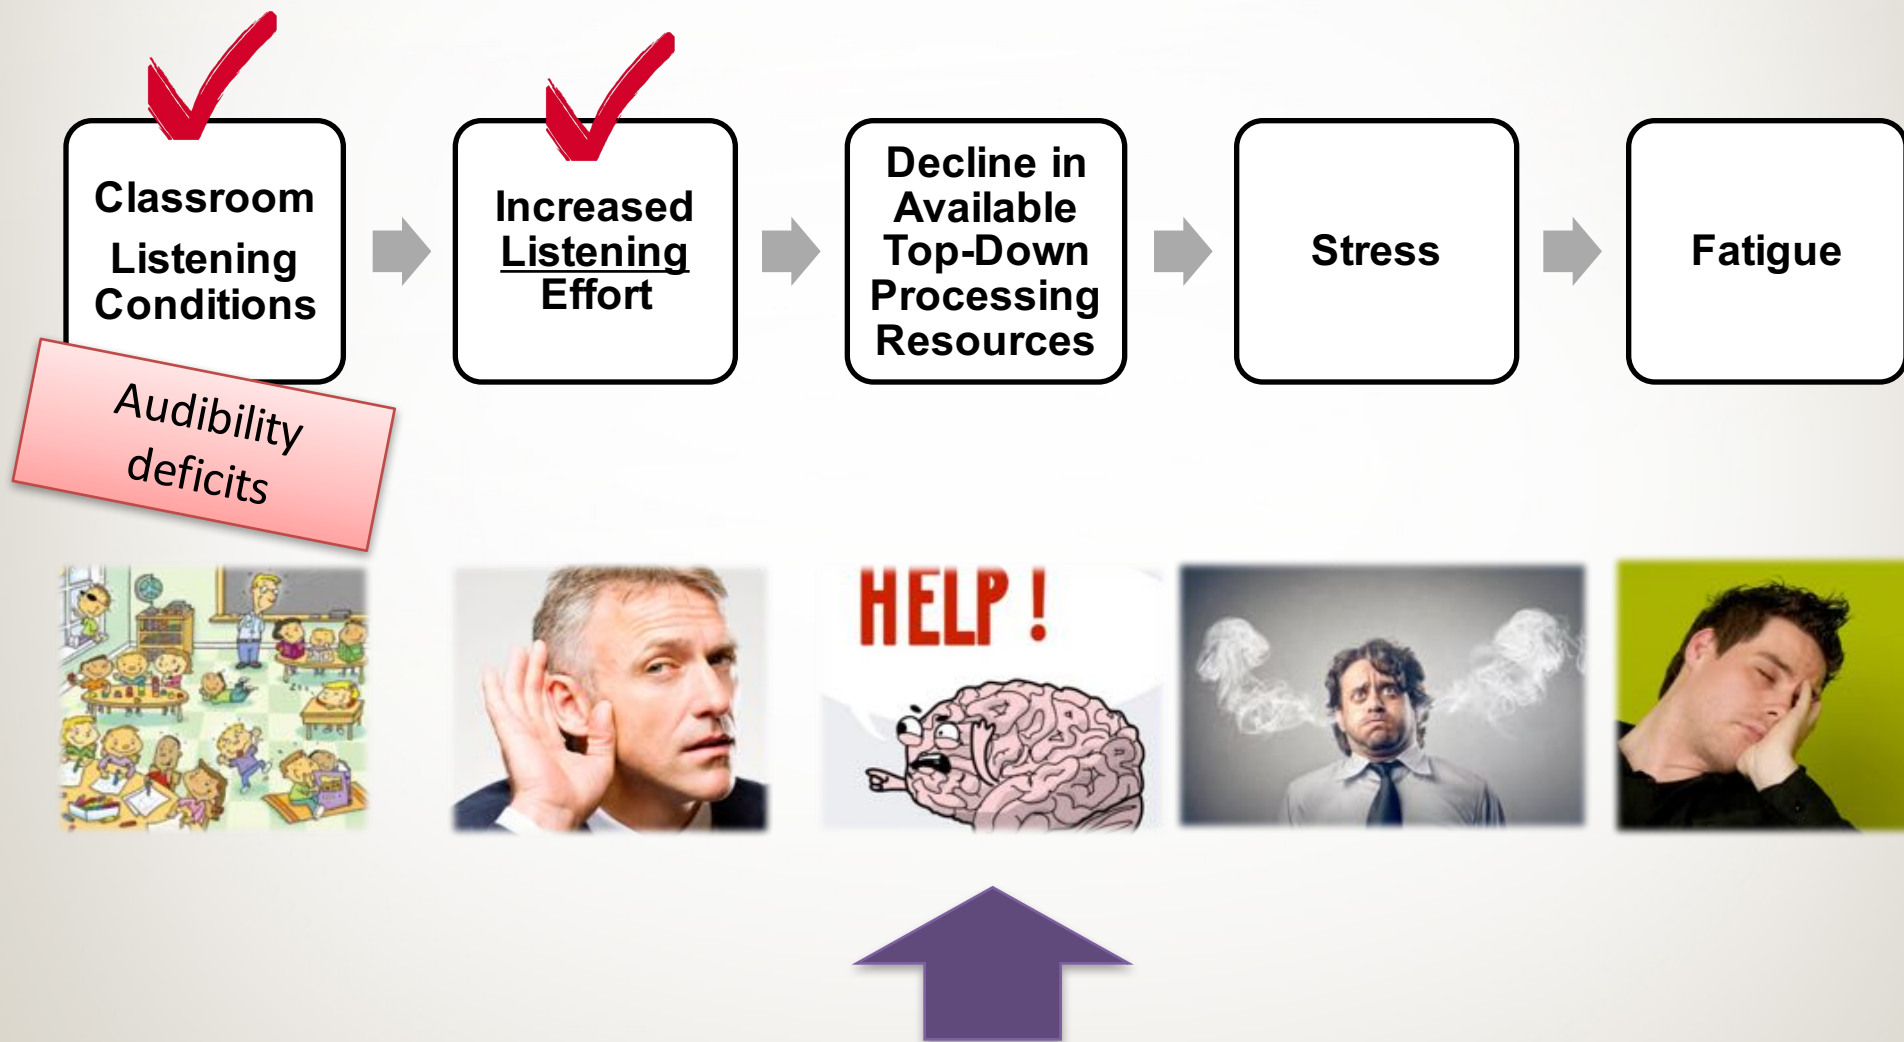 Classroom
Listening
Conditions
Increased
Listening
Effort
Decline in
Available
Top-Down
Processing
Resources
Stress
Fatigue
Audibility
deficits
HELP !